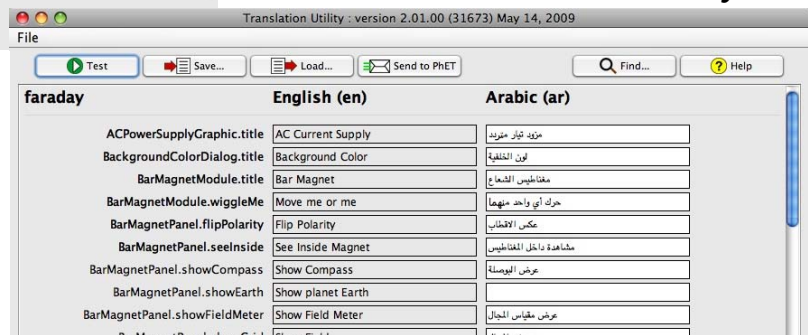 Translation Utility : version 2.01.00 (31673) May 14, 2009
File
Test Save... Load... Send to PhET Find... ? Help
faraday English (en) Arabic (ar)
ACPowerSupplyGraphic.title AC Current Supply مزود تيار متردد
BackgroundColorDialog.title Background Color لون الخلفية
BarMagnetModule.title Bar Magnet مغناطيس الشعاع
BarMagnetModule.wiggleMe Move me or me حرك أي واحد منهما
BarMagnetPanel.flipPolarity Flip Polarity عكس الاقطاب
BarMagnetPanel.seeInside See Inside Magnet مشاهدة داخل المغناطيس
BarMagnetPanel.showCompass Show Compass عرض البوصلة
BarMagnetPanel.showEarth Show planet Earth
BarMagnetPanel.showFieldMeter Show Field Meter عرض مقياس المجال